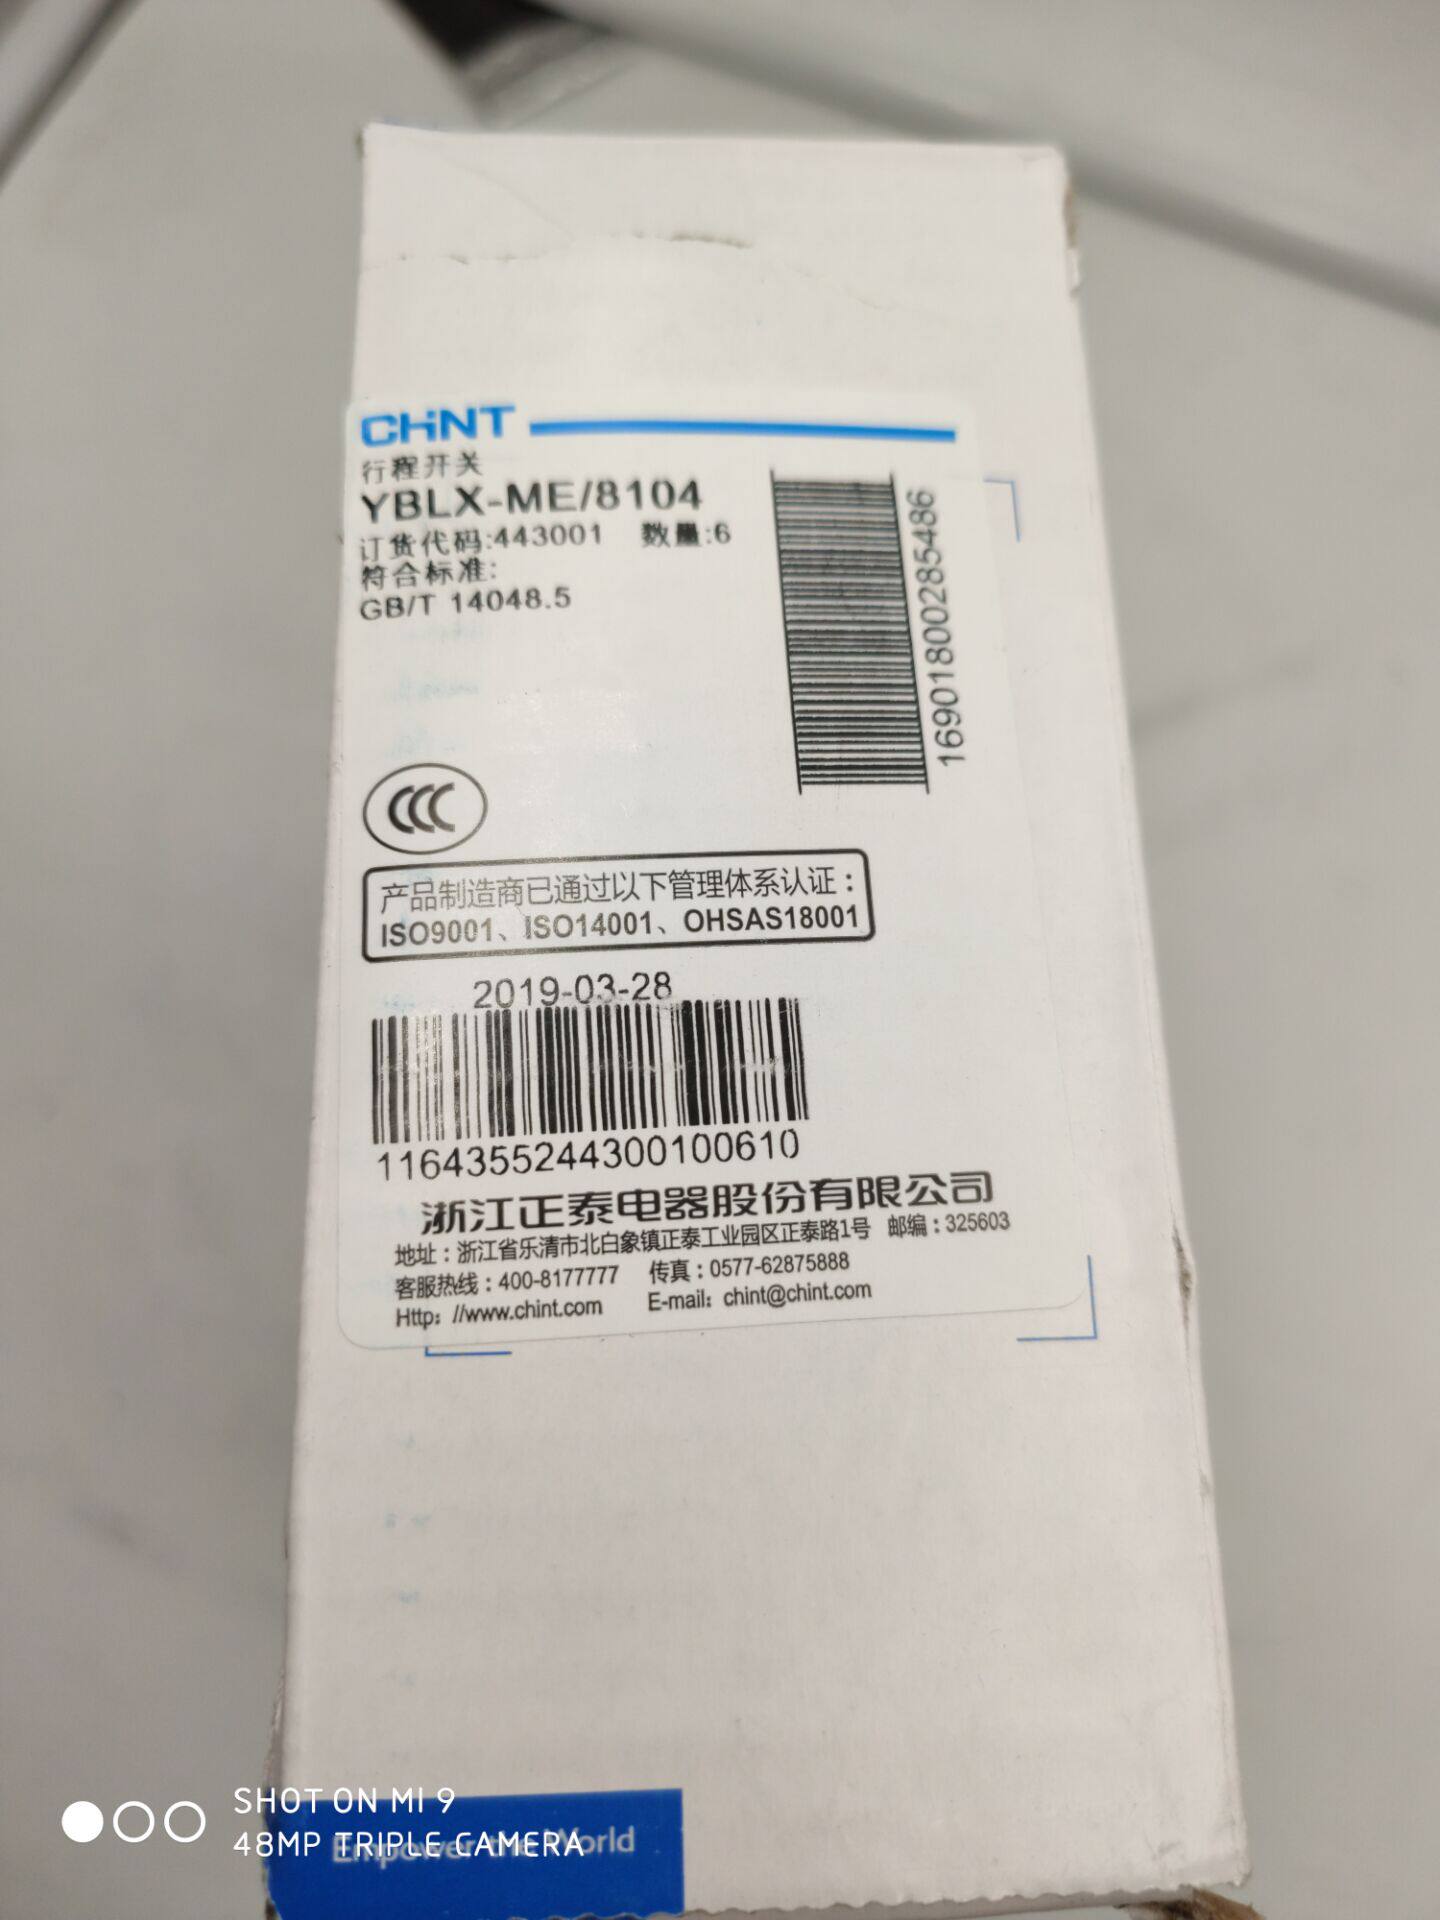 CHNT
行程开关
YBLX-ME/8104
订货代码:443001 数量:6
符合标准:
GB/T 14048.5
16901800285486
CCC
产品制造商已通过以下管理体系认证：
ISO9001、ISO14001、OHSAS18001
2019-03-28
1164355244300100610
浙江正泰电器股份有限公司
地址：浙江省乐清市北白象镇正泰工业园区正泰路1号 邮编：325603
客服热线：400-8177777 传真：0577-62875888
Http：//www.chint.com E-mail：chint@chint.com
Empower the World
SHOT ON MI 9
48MP TRIPLE CAMERA